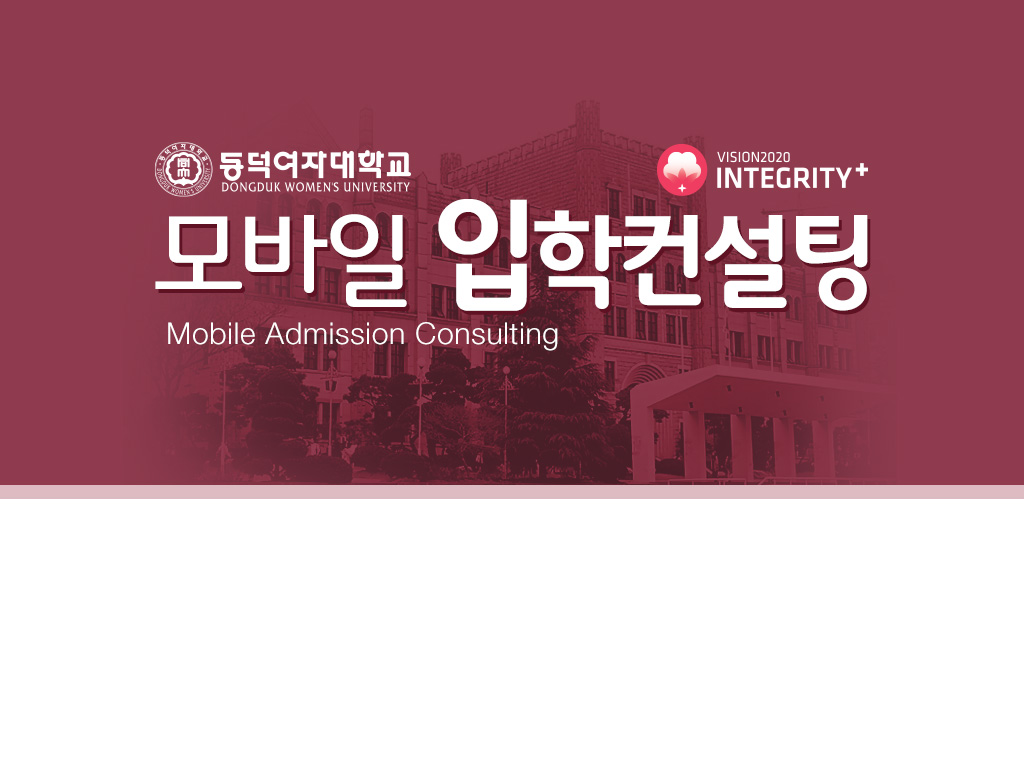 동덕여자대학교
DONGDUK WOMEN'S UNIVERSITY
VISION2020
INTEGRITY+
모바일 입학컨설팅
Mobile Admission Consulting